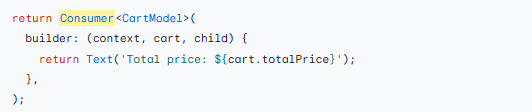 return Consumer<CartModel>(
  builder: (context, cart, child) {
    return Text('Total price: ${cart.totalPrice}');
  },
);